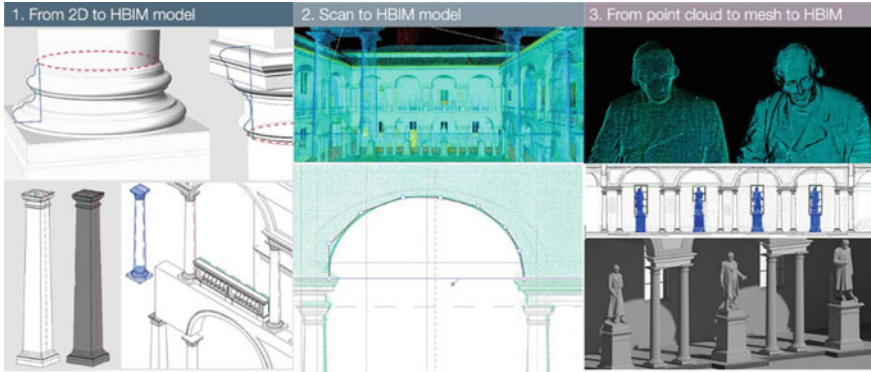 1. From 2D to HBIM model
2. Scan to HBIM model
3. From point cloud to mesh to HBIM